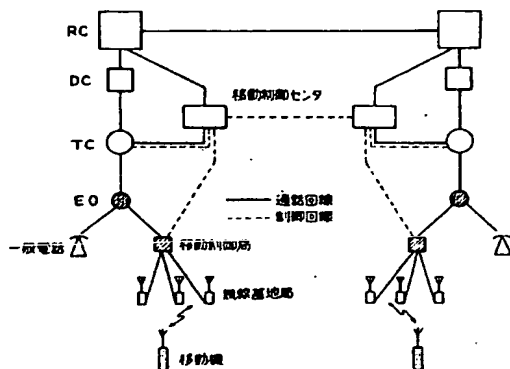 RC
DC
移動制御センタ
TC
EO
通話回線
制御回線
一般電話
移動制御局
無線基地局
移動機